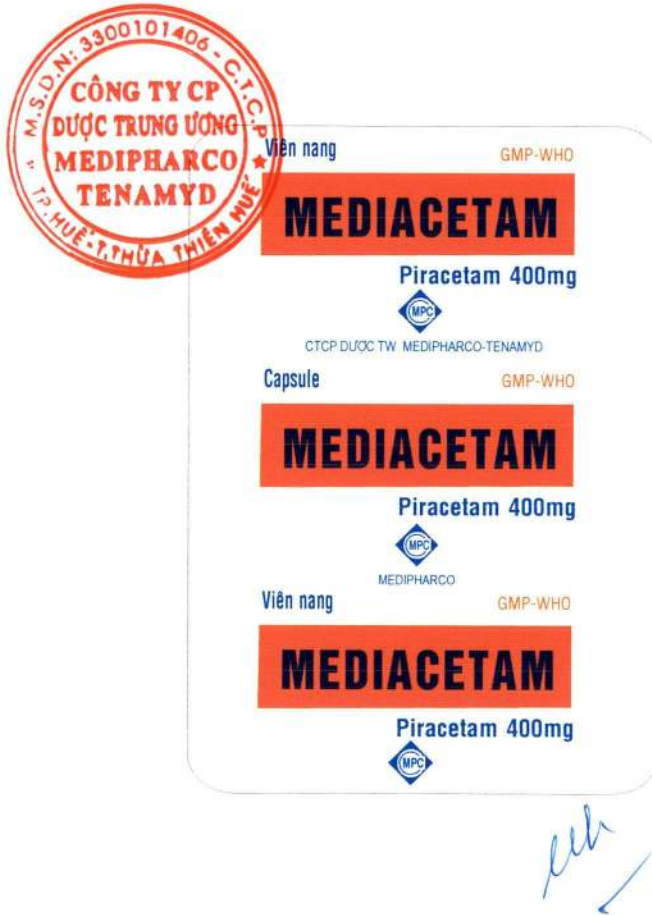 M.S.D.N: 3300101406 - C.T.C.P
CÔNG TY CP
DƯỢC TRUNG ƯƠNG
MEDIPHARCO
TENAMYD
TP. HUẾ - T.THỪA THIÊN HUẾ
Viên nang GMP-WHO
MEDIACETAM
Piracetam 400mg
MPC
CTCP DƯỢC TW MEDIPHARCO-TENAMYD
Capsule GMP-WHO
MEDIACETAM
Piracetam 400mg
MPC
MEDIPHARCO
Viên nang GMP-WHO
MEDIACETAM
Piracetam 400mg
MPC